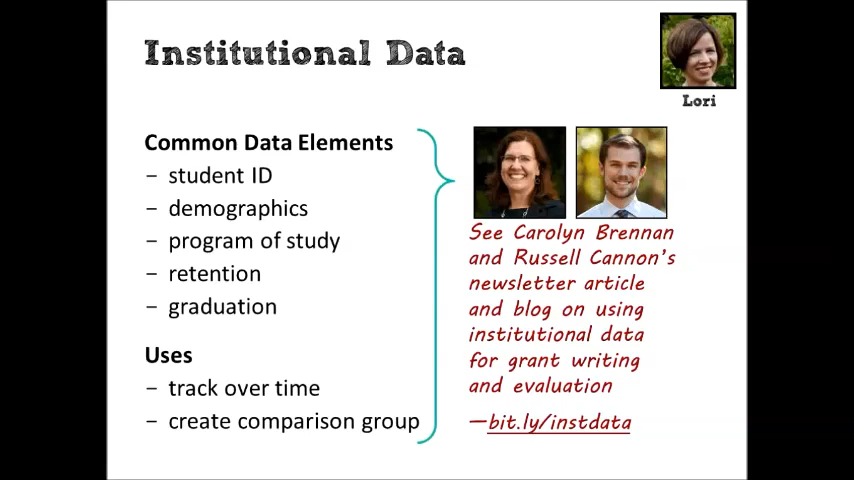 Institutional Data
Lori
Common Data Elements
– student ID
– demographics
– program of study
– retention
– graduation
Uses
– track over time
– create comparison group
See Carolyn Brennan
and Russell Cannon's
newsletter article
and blog on using
institutional data
for grant writing
and evaluation
—bit.ly/instdata